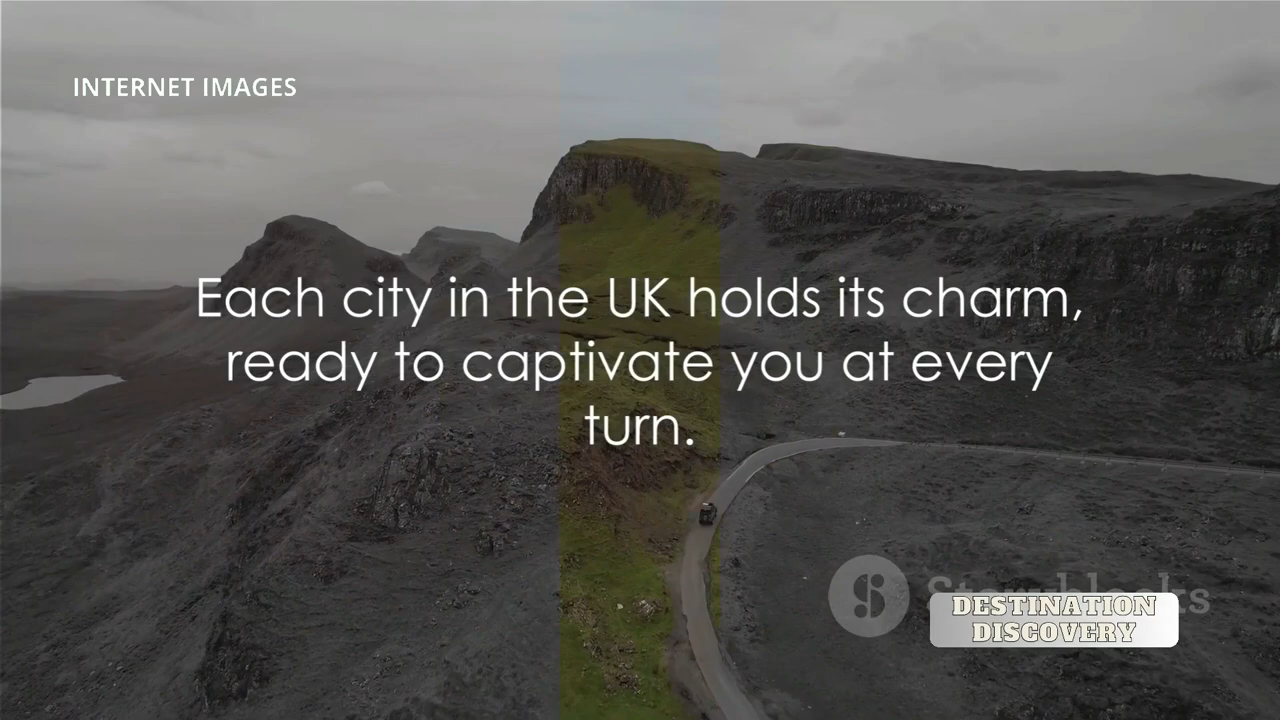 INTERNET IMAGES
Each city in the UK holds its charm,
ready to captivate you at every
turn.
DESTINATION
DISCOVERY